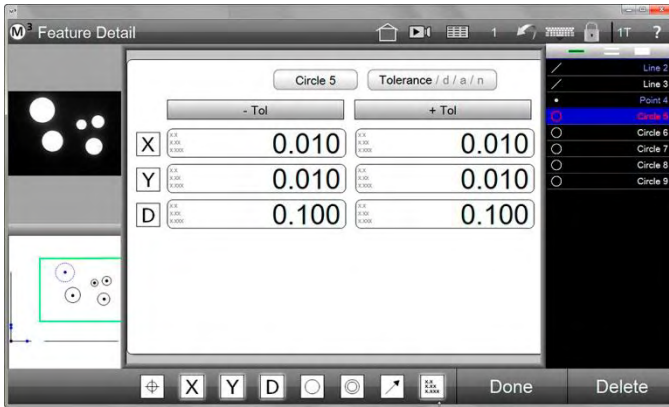 M³ Feature Detail 1 1T ?
Circle 5 Tolerance / d / a / n
- Tol + Tol
X 0.010 0.010
Y 0.010 0.010
D 0.100 0.100
Line 2
Line 3
Point 4
Circle 5
Circle 6
Circle 7
Circle 8
Circle 9
X Y D Done Delete